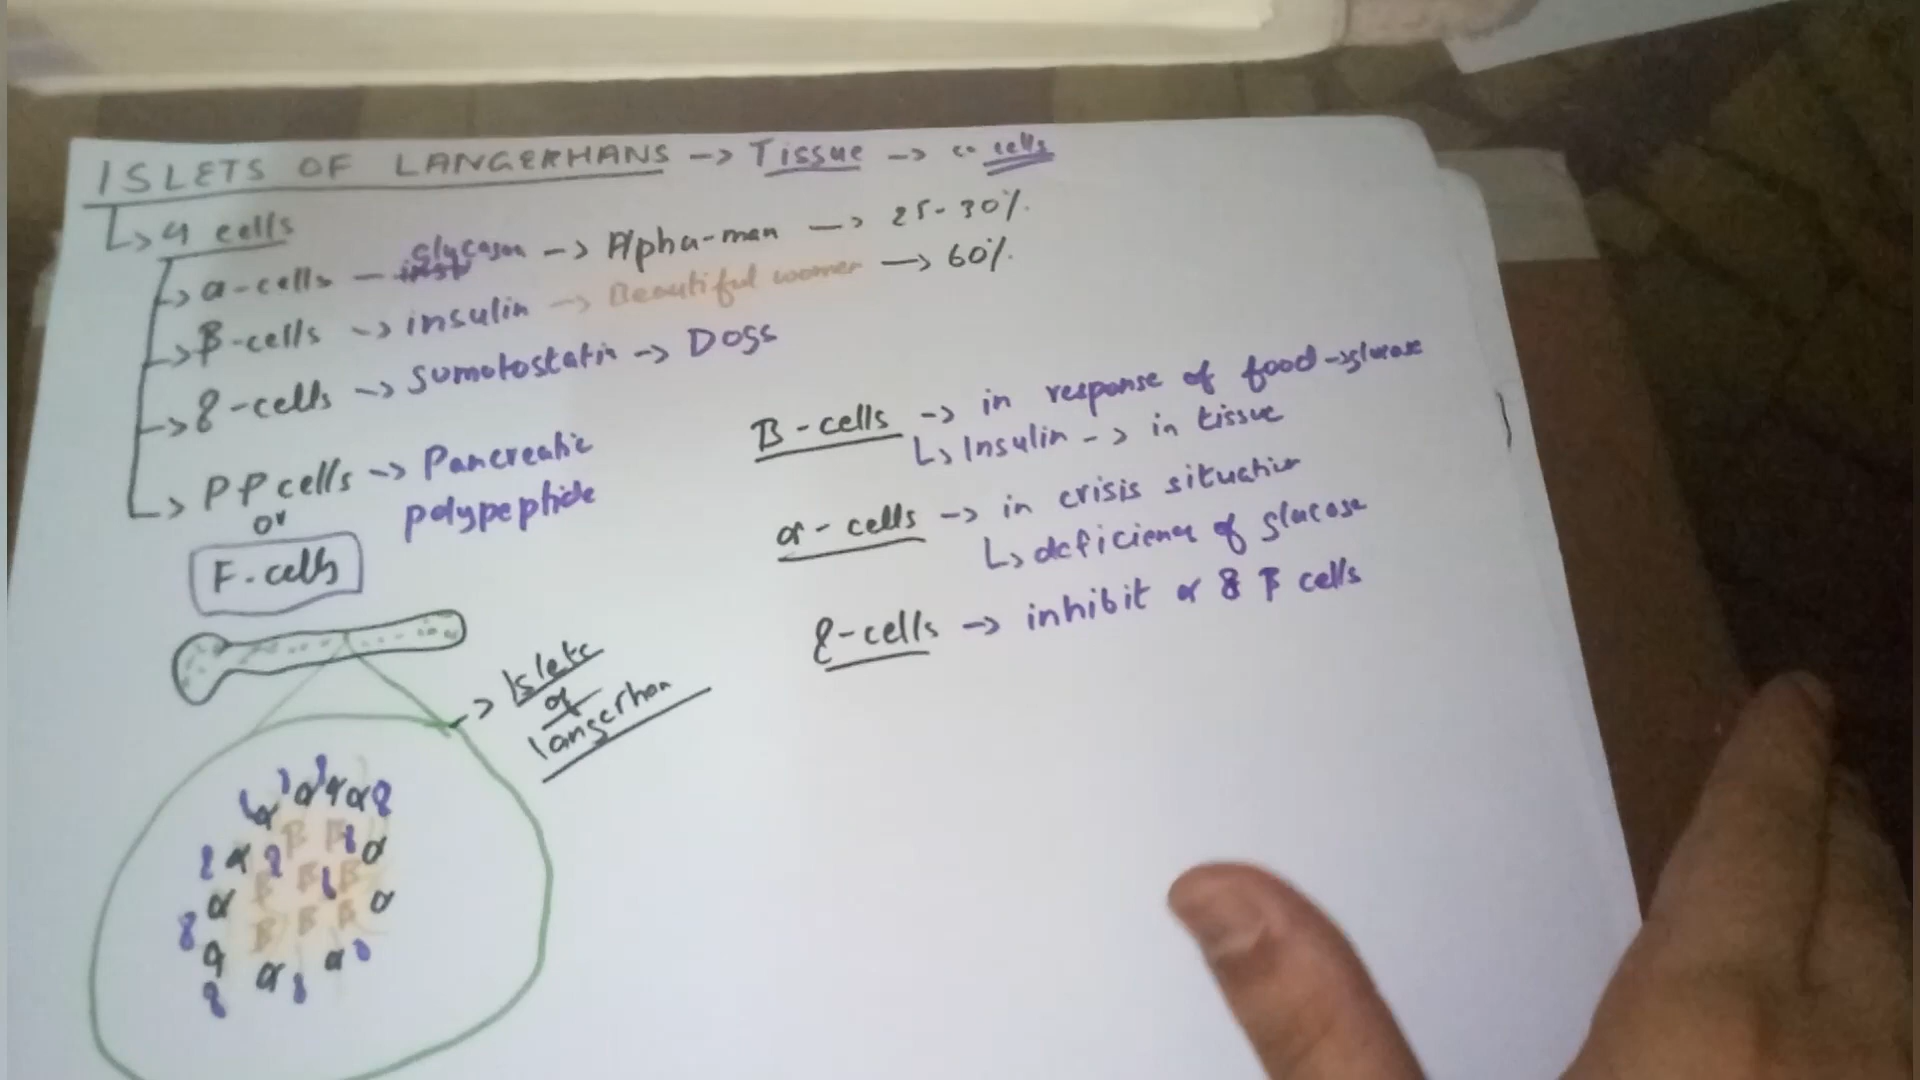 ISLETS OF LANGERHANS -> Tissue -> cells
↳ 4 cells
-> α-cells — Glucagon -> Alpha-man -> 25-30%.
-> β-cells -> insulin -> Beautiful women -> 60%.
-> 8-cells -> Sumotostatin -> Dogs
-> PP cells -> Pancreatic
polypeptide
or
F-cells
B-cells -> in response of food -> glucose
↳ Insulin -> in tissue
α-cells -> in crisis situation
↳ deficiency of glucose
8-cells -> inhibit α & β cells
-> Islets
of
langerhan